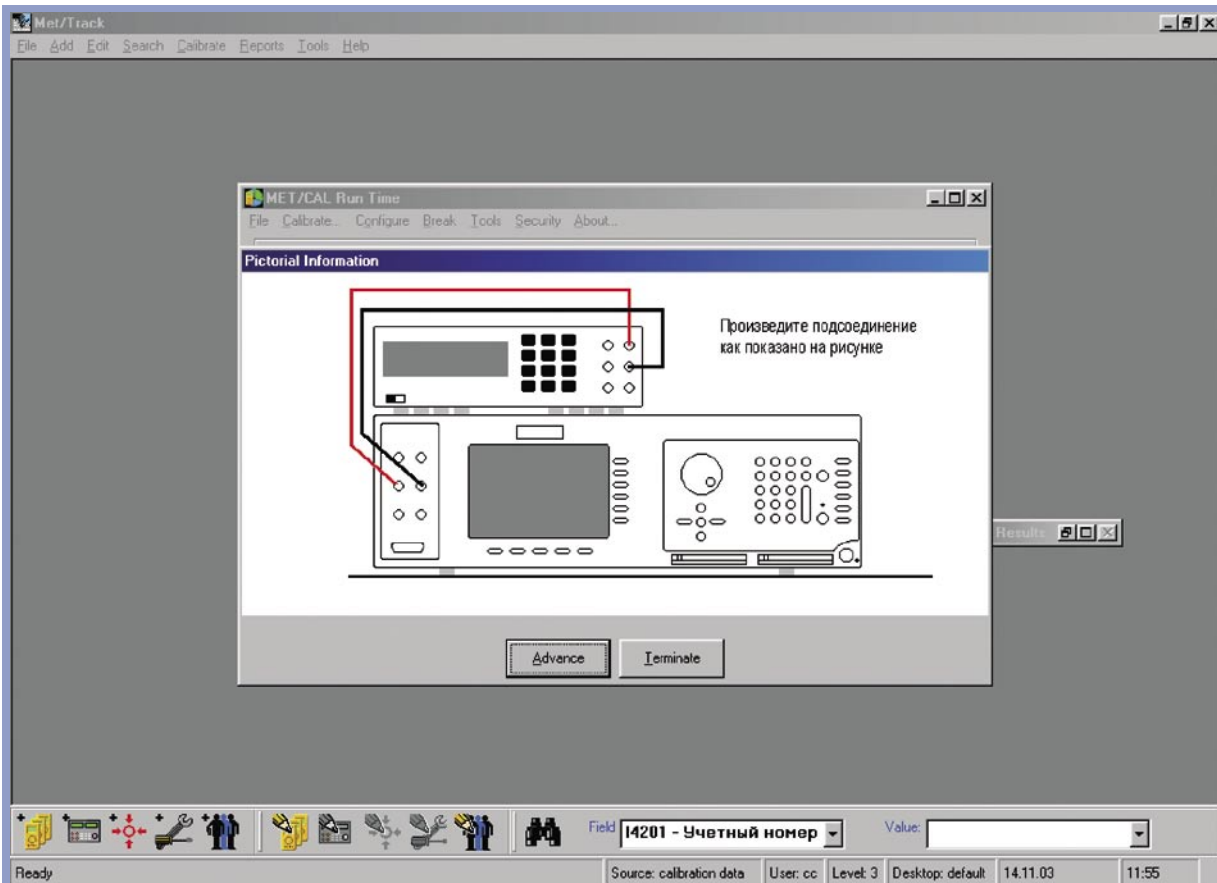 Met/Track
File Add Edit Search Calibrate Reports Tools Help
MET/CAL Run Time
File Calibrate... Configure Break Tools Security About...
Pictorial Information
Произведите подсоединение
как показано на рисунке
Results
Advance Terminate
Field I4201 - Учетный номер Value:
Ready Source: calibration data User: cc Level: 3 Desktop: default 14.11.03 11:55